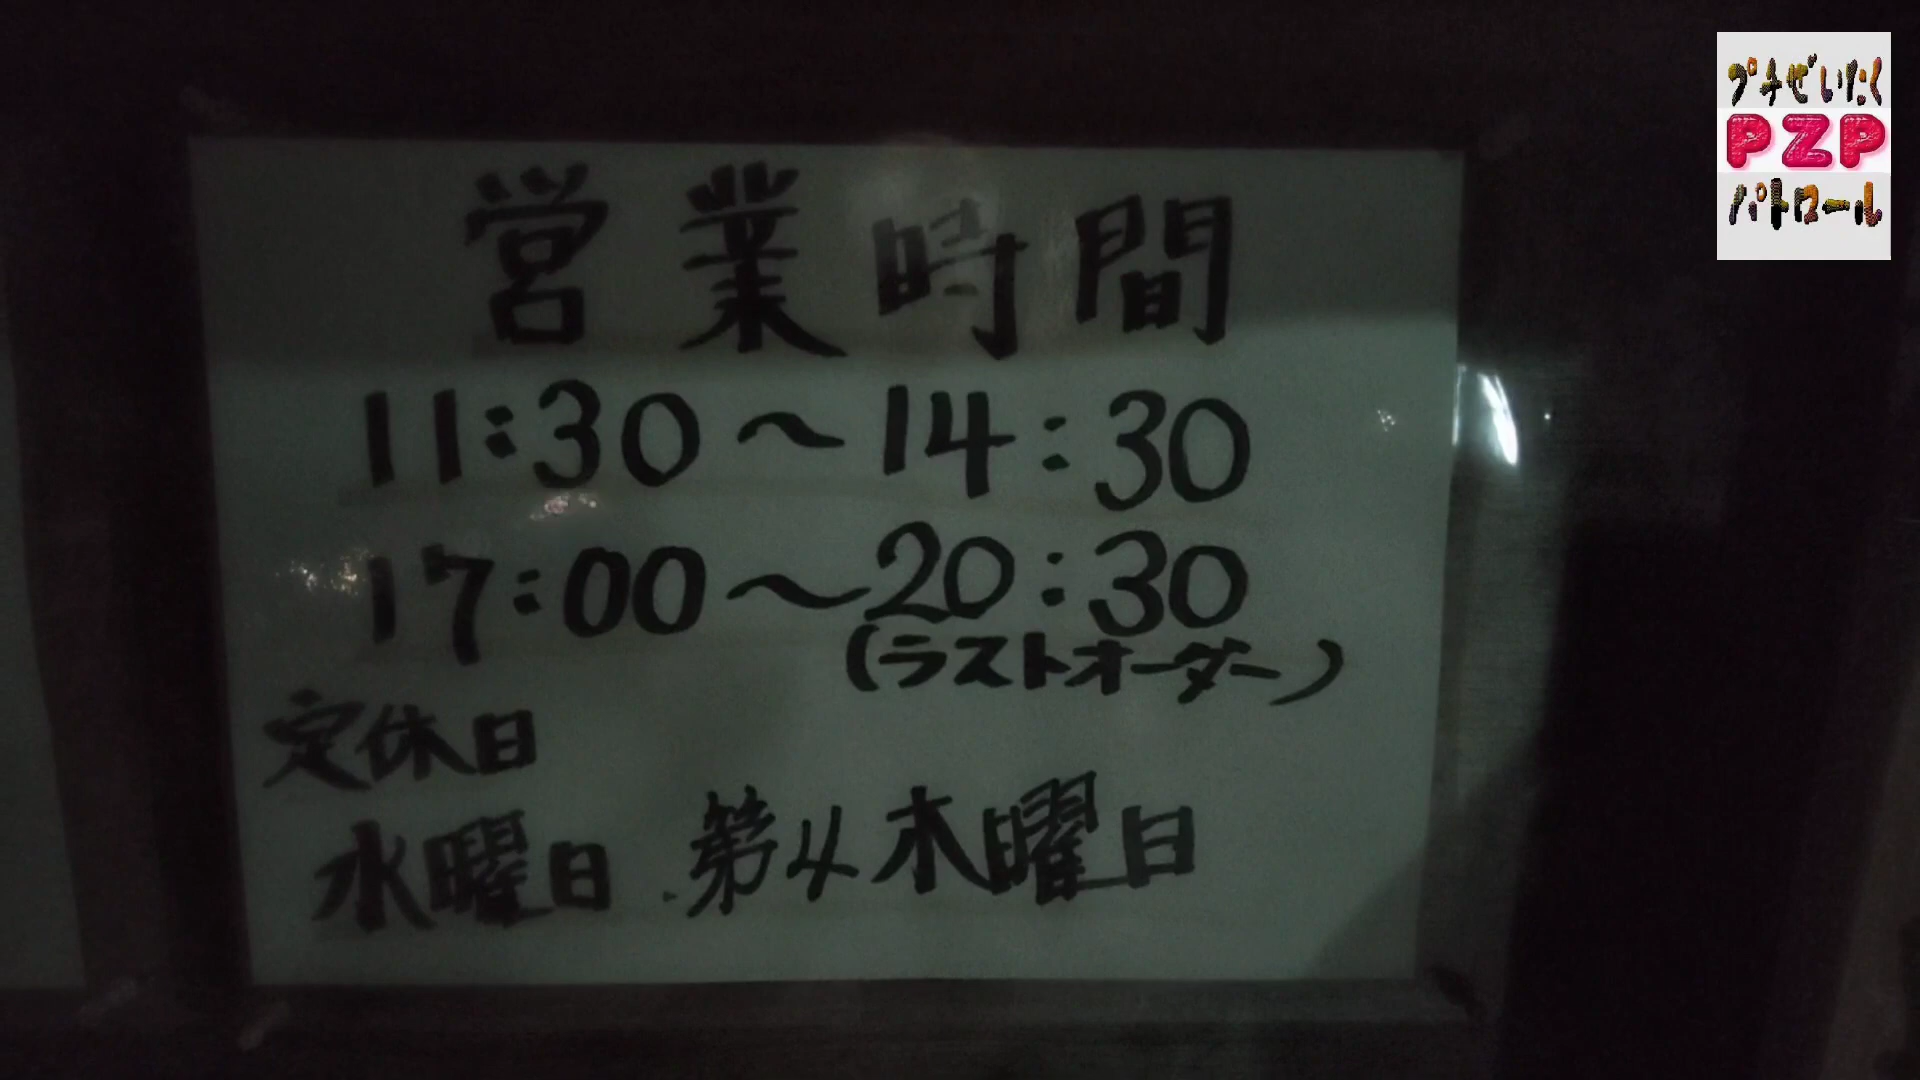 営業時間
11:30～14:30
17:00～20:30
(ラストオーダー)
定休日
水曜日.第4木曜日
プチぜいたく
PZP
パトロール